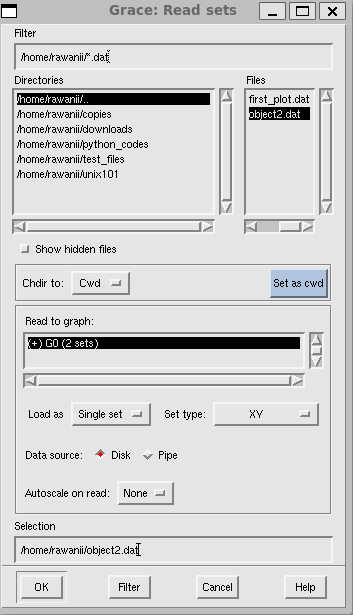 Grace: Read sets
Filter
/home/rawanii/*.dat
Directories
Files
/home/rawanii/..
/home/rawanii/copies
/home/rawanii/downloads
/home/rawanii/python_codes
/home/rawanii/test_files
/home/rawanii/unix101
first_plot.dat
object2.dat
Show hidden files
Chdir to: Cwd Set as cwd
Read to graph:
(+) G0 (2 sets)
Load as Single set Set type: XY
Data source: Disk Pipe
Autoscale on read: None
Selection
/home/rawanii/object2.dat
OK Filter Cancel Help